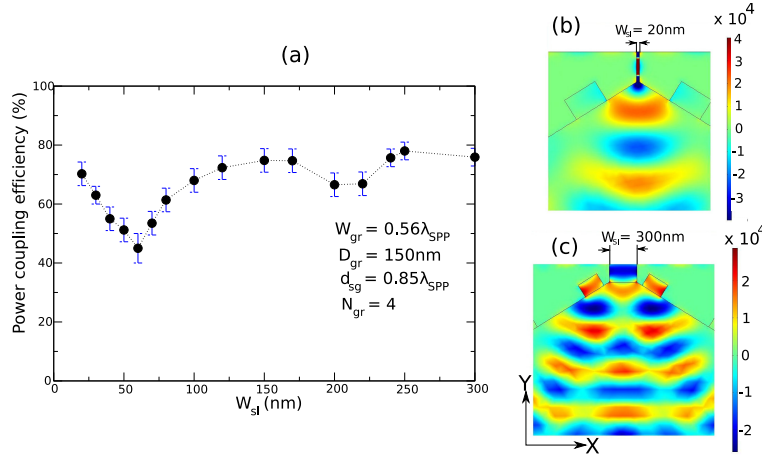 (a)
Power coupling efficiency (%)
100
80
60
40
20
0
0
50
100
150
200
250
300
W_sl (nm)
W_gr = 0.56λ_SPP
D_gr = 150nm
d_sg = 0.85λ_SPP
N_gr = 4
(b)
W_sl = 20nm
x 10^4
4
3
2
1
0
-1
-2
-3
(c)
W_sl = 300nm
x 10^4
2
1
0
-1
-2
Y
X